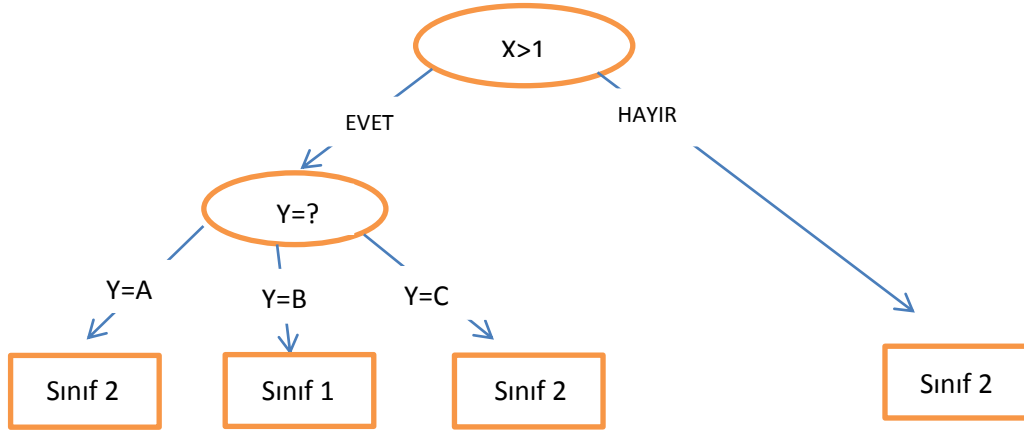 X>1
EVET
HAYIR
Y=?
Y=A
Y=B
Y=C
Sınıf 2
Sınıf 1
Sınıf 2
Sınıf 2